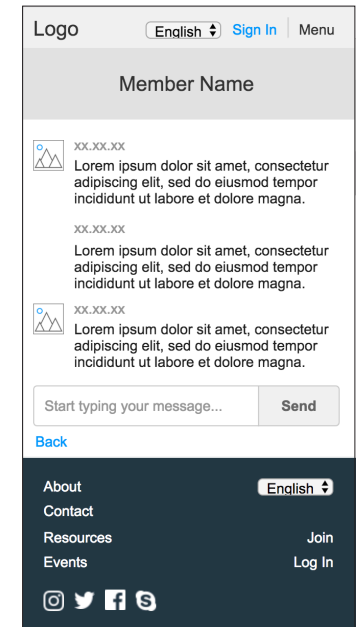 Logo English Sign In Menu
Member Name
xx.xx.xx
Lorem ipsum dolor sit amet, consectetur
adipiscing elit, sed do eiusmod tempor
incididunt ut labore et dolore magna.
xx.xx.xx
Lorem ipsum dolor sit amet, consectetur
adipiscing elit, sed do eiusmod tempor
incididunt ut labore et dolore magna.
xx.xx.xx
Lorem ipsum dolor sit amet, consectetur
adipiscing elit, sed do eiusmod tempor
incididunt ut labore et dolore magna.
Start typing your message... Send
Back
About English
Contact
Resources Join
Events Log In